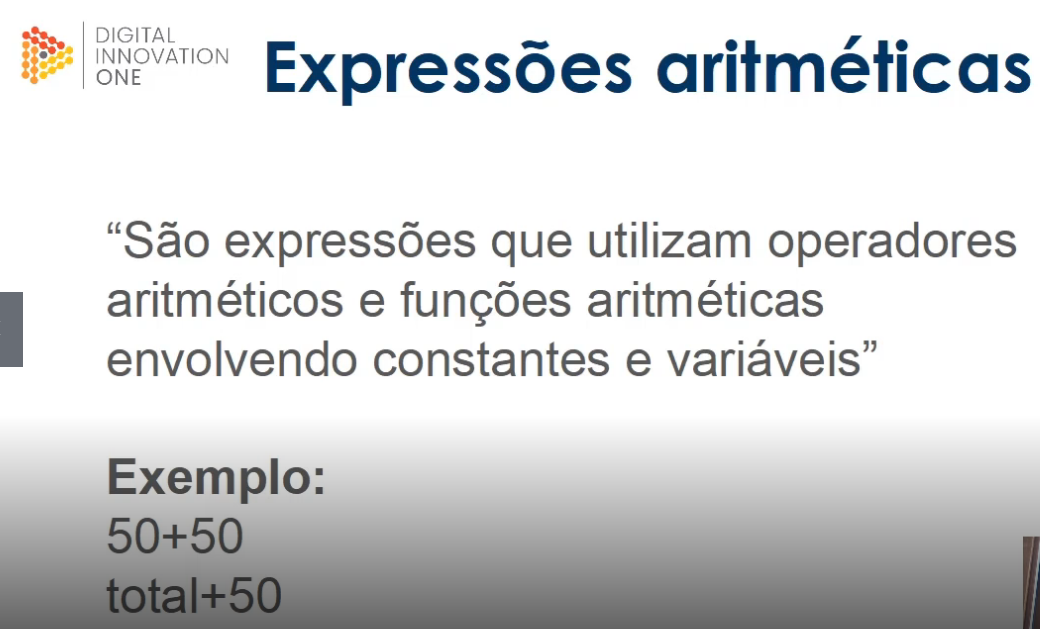 DIGITAL
INNOVATION
ONE
Expressões aritméticas
“São expressões que utilizam operadores
aritméticos e funções aritméticas
envolvendo constantes e variáveis”
Exemplo:
50+50
total+50